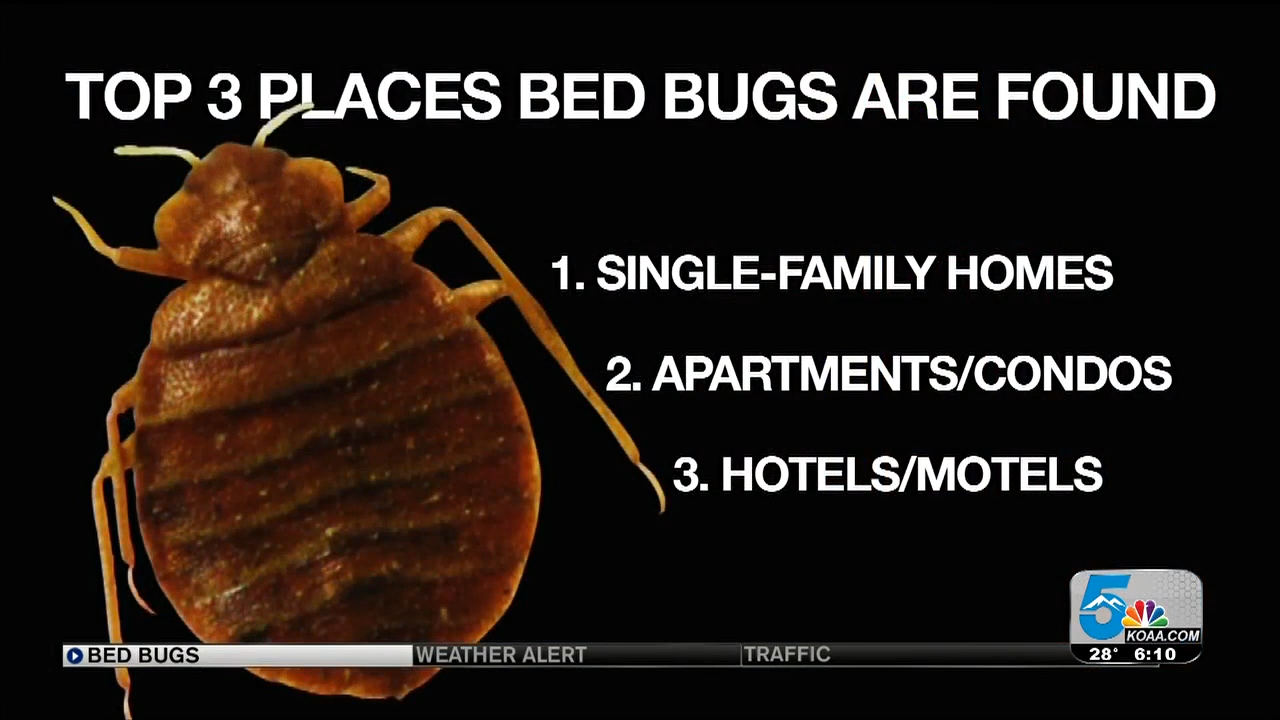 TOP 3 PLACES BED BUGS ARE FOUND
1. SINGLE-FAMILY HOMES
2. APARTMENTS/CONDOS
3. HOTELS/MOTELS
5
KOAA.COM
BED BUGS WEATHER ALERT TRAFFIC 28° 6:10